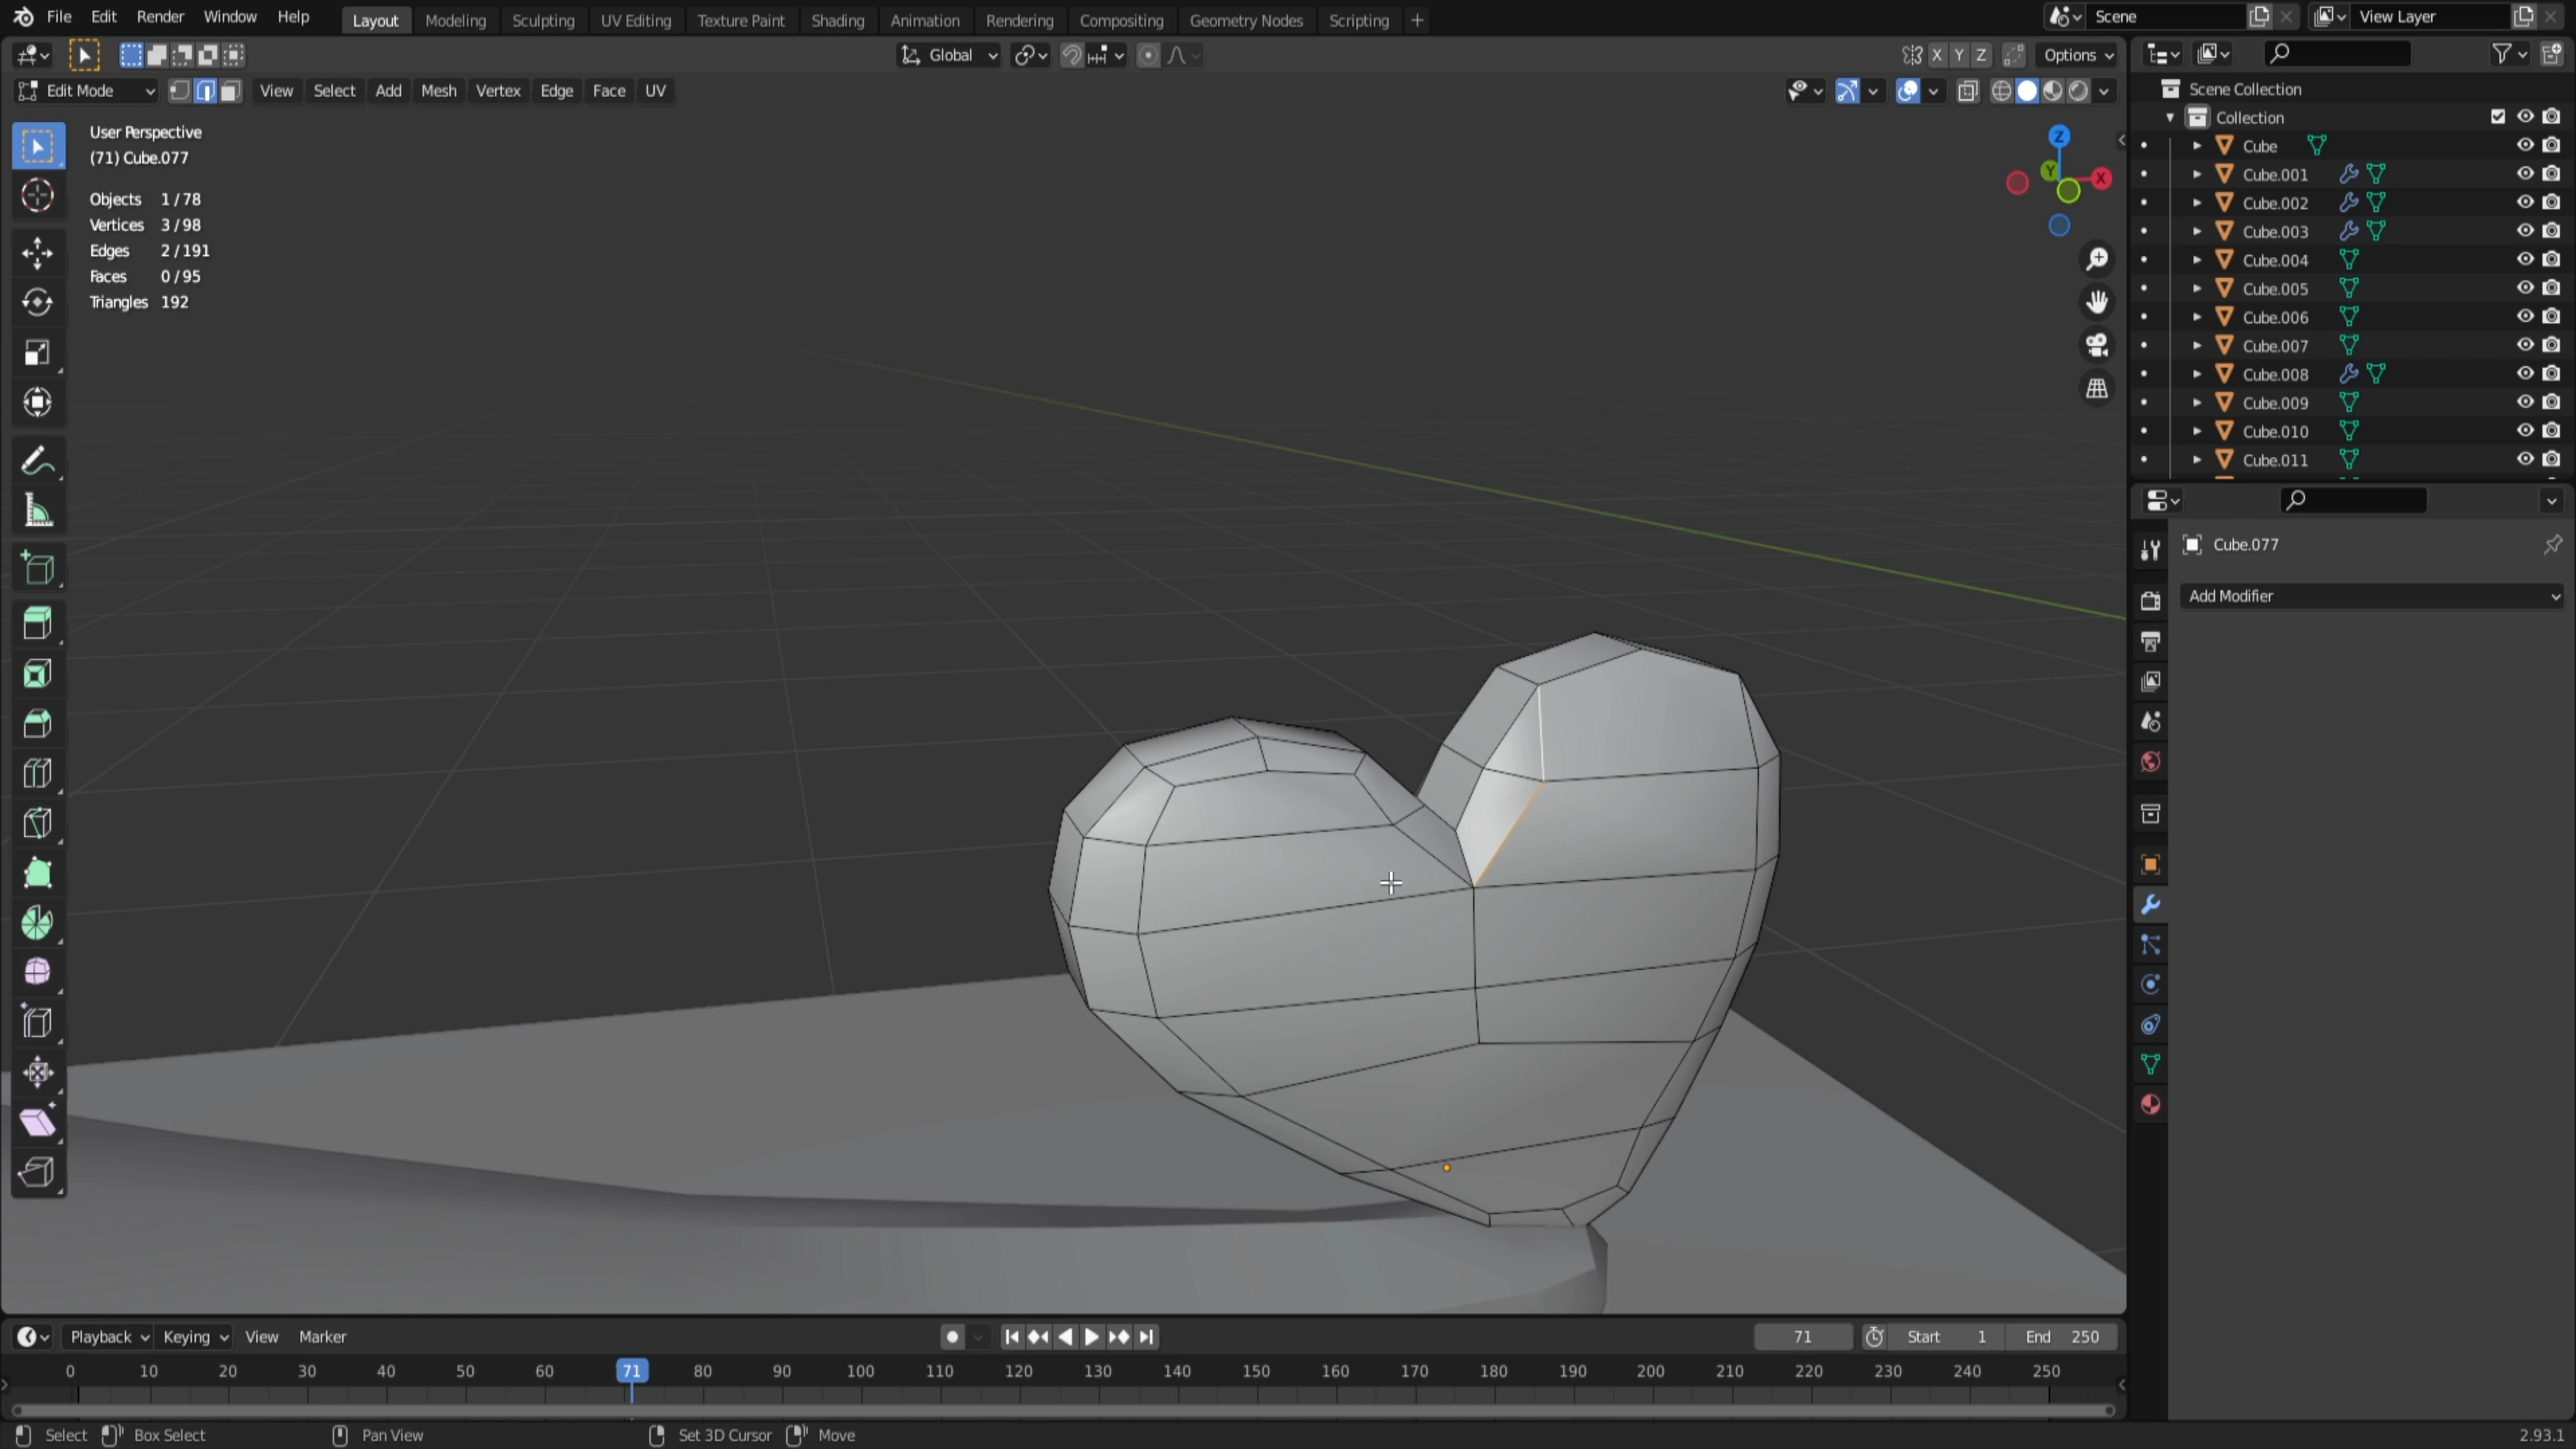 File Edit Render Window Help Layout Modeling Sculpting UV Editing Texture Paint Shading Animation Rendering Compositing Geometry Nodes Scripting + Scene View Layer
Global X Y Z Options
Edit Mode View Select Add Mesh Vertex Edge Face UV
User Perspective
(71) Cube.077
Objects 1 / 78
Vertices 3 / 98
Edges 2 / 191
Faces 0 / 95
Triangles 192
Z
Y
X
Scene Collection
Collection
Cube
Cube.001
Cube.002
Cube.003
Cube.004
Cube.005
Cube.006
Cube.007
Cube.008
Cube.009
Cube.010
Cube.011
Cube.077
Add Modifier
Playback Keying View Marker 71 Start 1 End 250
0 10 20 30 40 50 60 71 80 90 100 110 120 130 140 150 160 170 180 190 200 210 220 230 240 250
Select Box Select Pan View Set 3D Cursor Move 2.93.1